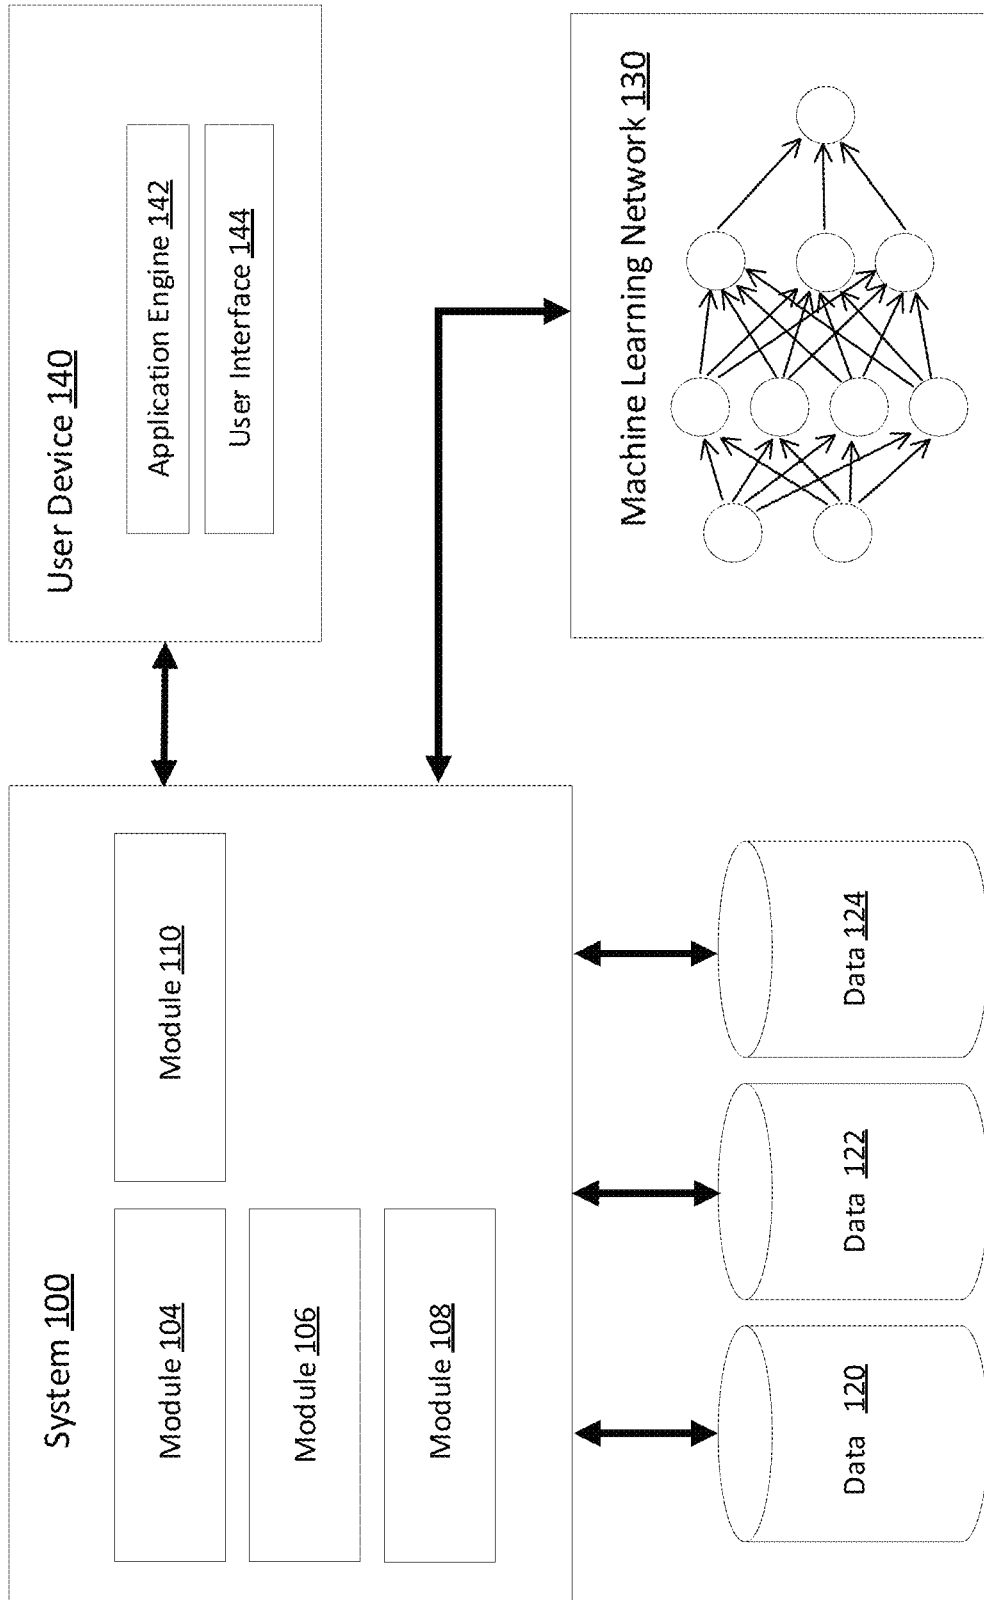 System 100
Module 104
Module 106
Module 108
Module 110
Data 120
Data 122
Data 124
User Device 140
Application Engine 142
User Interface 144
Machine Learning Network 130